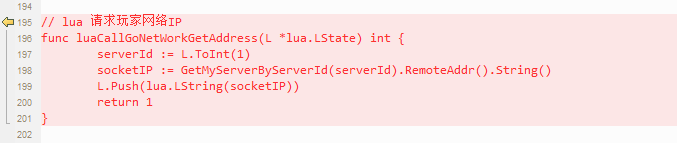 194
195 // lua 请求玩家网络IP
196 func luaCallGoNetWorkGetAddress(L *lua.LState) int {
197 serverId := L.ToInt(1)
198 socketIP := GetMyServerByServerId(serverId).RemoteAddr().String()
199 L.Push(lua.LString(socketIP))
200 return 1
201 }
202